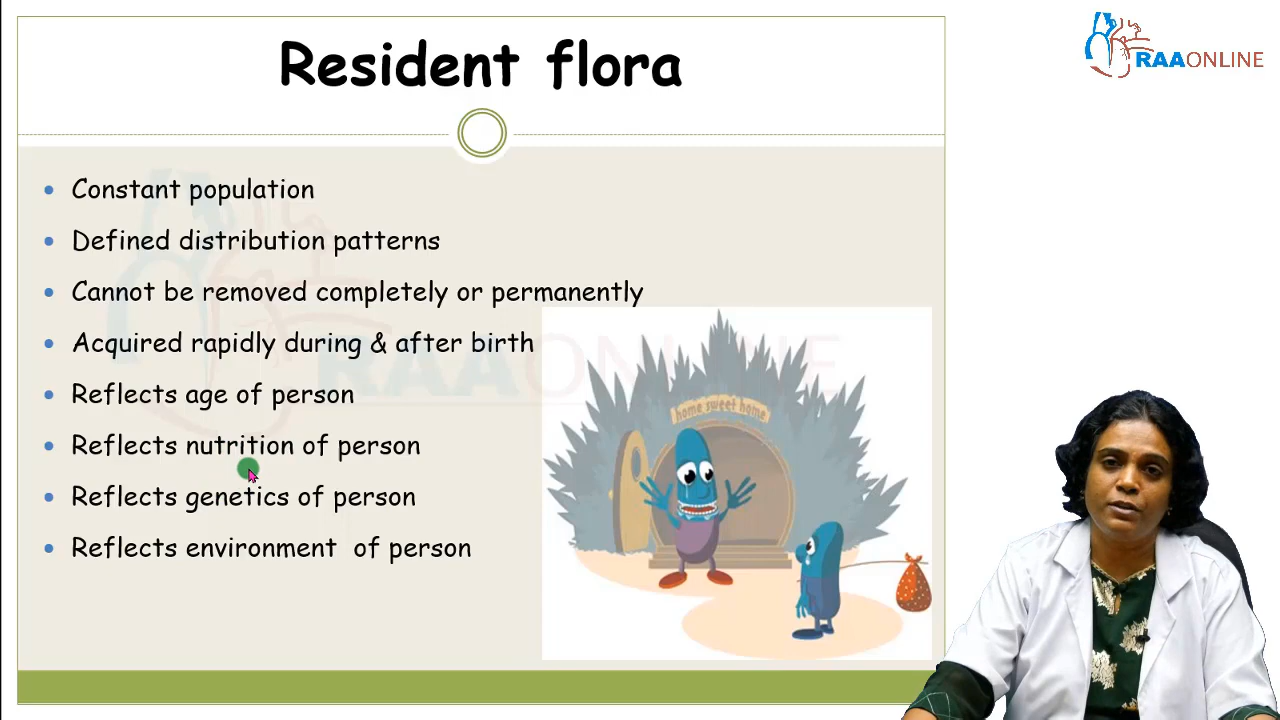 Resident flora
RAAONLINE
Constant population
Defined distribution patterns
Cannot be removed completely or permanently
Acquired rapidly during & after birth
Reflects age of person
Reflects nutrition of person
Reflects genetics of person
Reflects environment of person
home sweet home
RAAONLINE